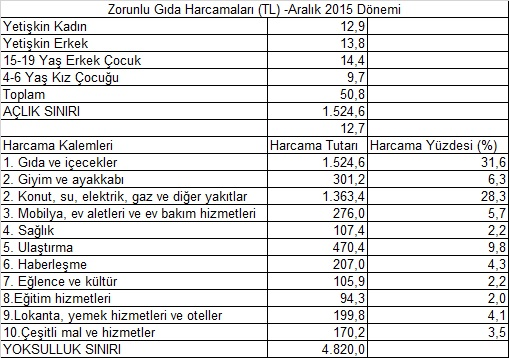 Zorunlu Gıda Harcamaları (TL) -Aralık 2015 Dönemi
Yetişkin Kadın 12,9
Yetişkin Erkek 13,8
15-19 Yaş Erkek Çocuk 14,4
4-6 Yaş Kız Çocuğu 9,7
Toplam 50,8
AÇLIK SINIRI 1.524,6
12,7
Harcama Kalemleri Harcama Tutarı Harcama Yüzdesi (%)
1. Gıda ve içecekler 1.524,6 31,6
2. Giyim ve ayakkabı 301,2 6,3
2. Konut, su, elektrik, gaz ve diğer yakıtlar 1.363,4 28,3
3. Mobilya, ev aletleri ve ev bakım hizmetleri 276,0 5,7
4. Sağlık 107,4 2,2
5. Ulaştırma 470,4 9,8
6. Haberleşme 207,0 4,3
7. Eğlence ve kültür 105,9 2,2
8.Eğitim hizmetleri 94,3 2,0
9.Lokanta, yemek hizmetleri ve oteller 199,8 4,1
10.Çeşitli mal ve hizmetler 170,2 3,5
YOKSULLUK SINIRI 4.820,0